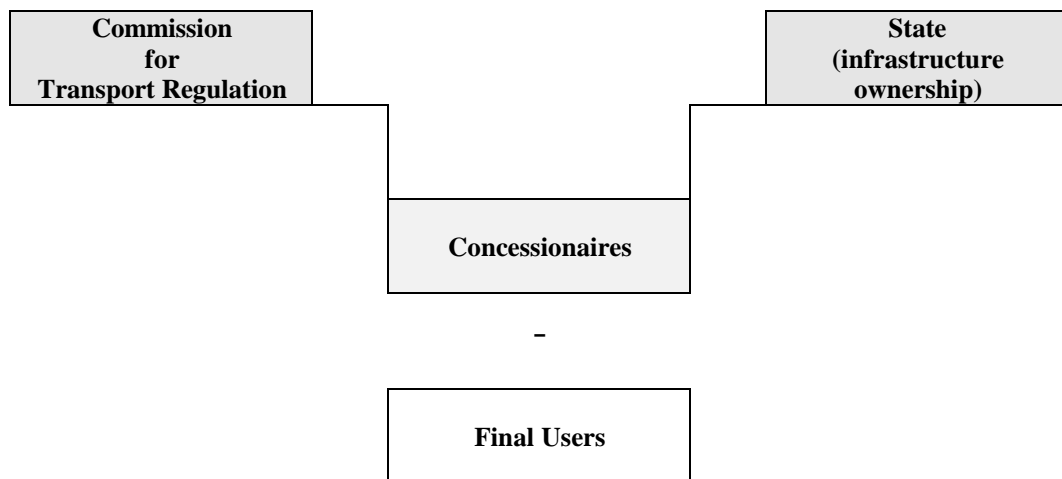 Commission
for
Transport Regulation
State
(infrastructure
ownership)
Concessionaires
–
Final Users